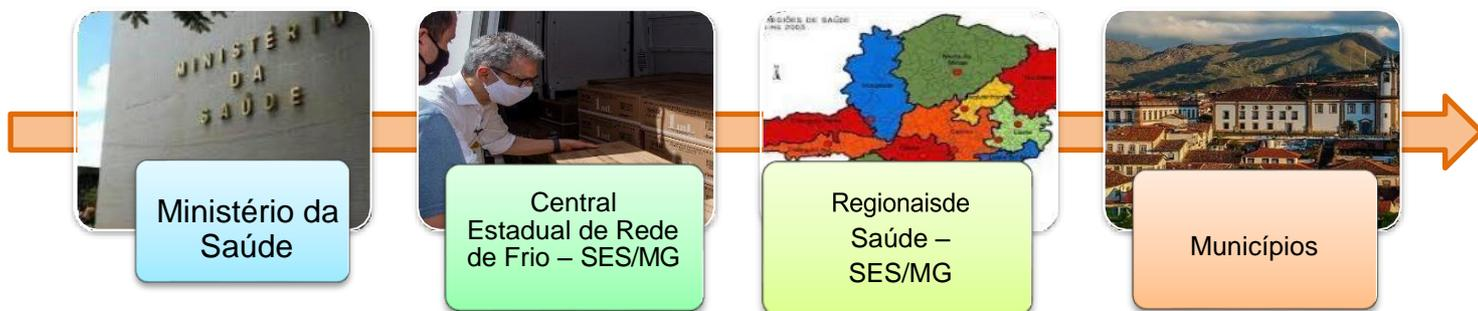 MINISTÉRIO
DA
SAÚDE
REGIÕES DE SAÚDE
Ministério da
Saúde
Central
Estadual de Rede
de Frio – SES/MG
Regionaisde
Saúde –
SES/MG
Municípios